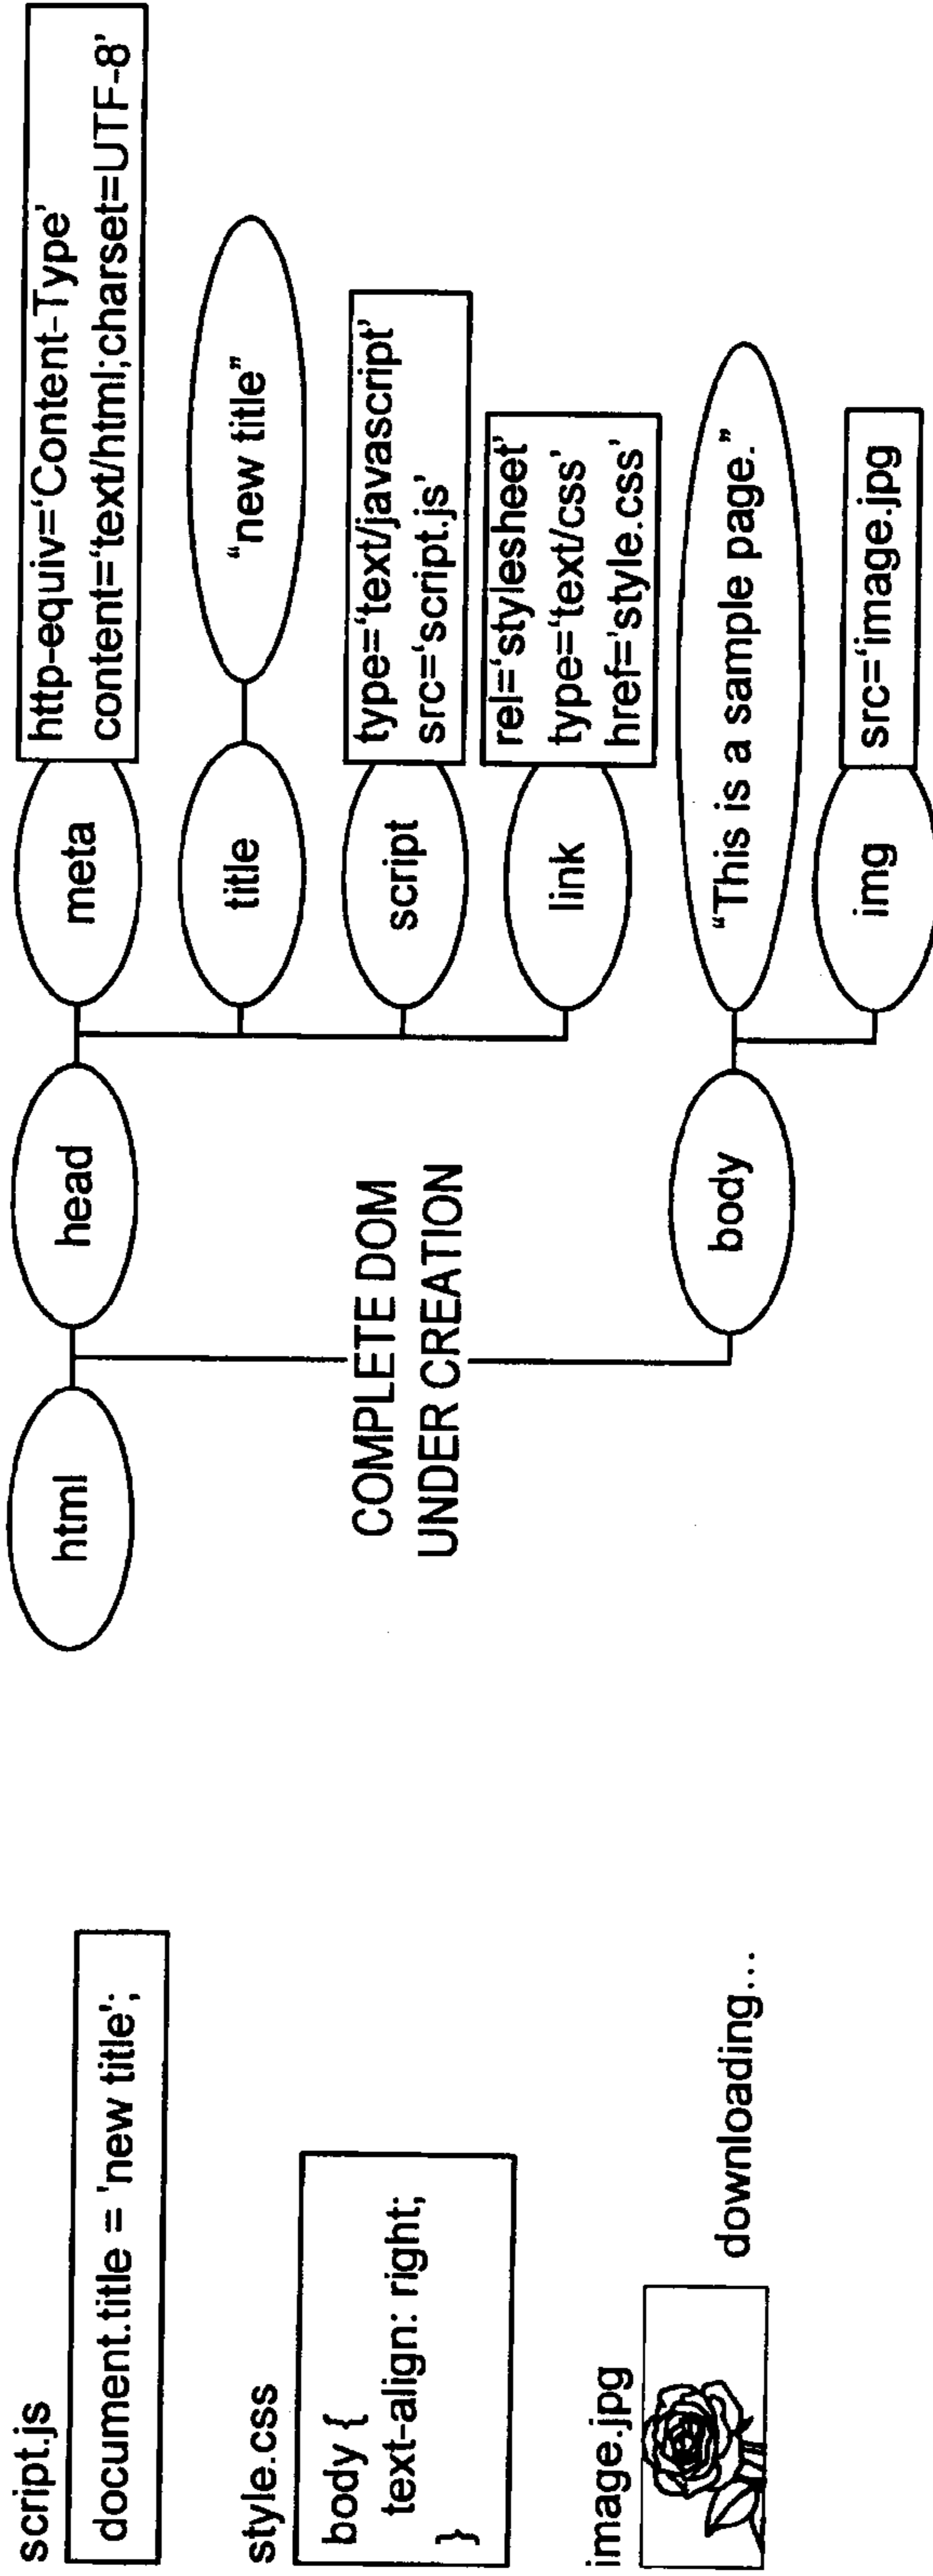 script.js
document.title = 'new title';
style.css
body {
text-align: right;
}
image.jpg
downloading...
html
head
meta
http-equiv=‘Content-Type’
content=‘text/html;charset=UTF-8’
title
“new title”
script
type=‘text/javascript’
src=‘script.js’
link
rel=‘stylesheet’
type=‘text/css’
href=‘style.css’
COMPLETE DOM
UNDER CREATION
body
“This is a sample page.”
img
src=‘image.jpg